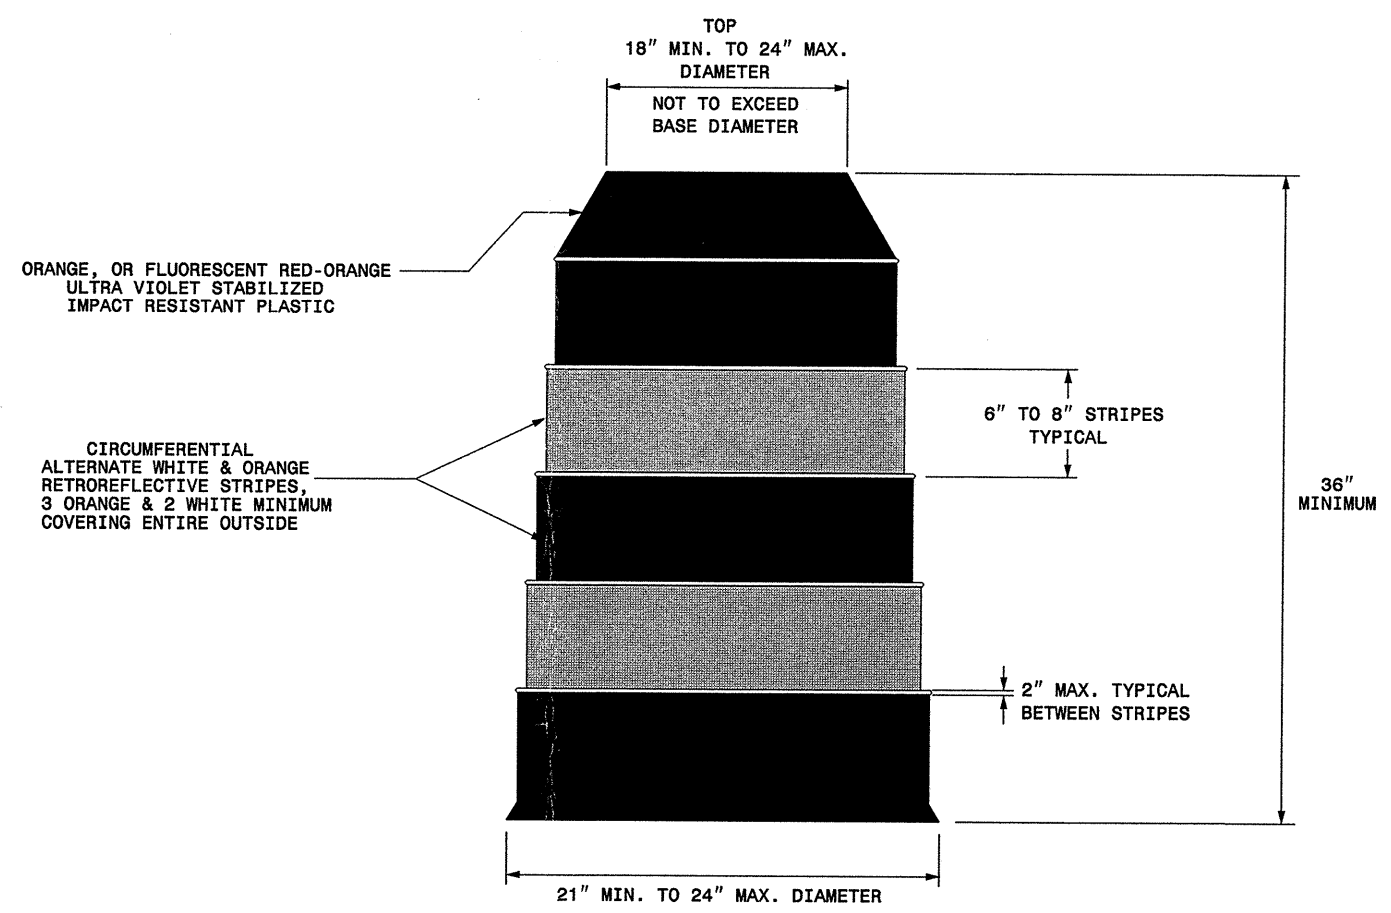 TOP
18" MIN. TO 24" MAX.
DIAMETER
NOT TO EXCEED
BASE DIAMETER
ORANGE, OR FLUORESCENT RED-ORANGE
ULTRA VIOLET STABILIZED
IMPACT RESISTANT PLASTIC
6" TO 8" STRIPES
TYPICAL
CIRCUMFERENTIAL
ALTERNATE WHITE & ORANGE
RETROREFLECTIVE STRIPES,
3 ORANGE & 2 WHITE MINIMUM
COVERING ENTIRE OUTSIDE
36"
MINIMUM
2" MAX. TYPICAL
BETWEEN STRIPES
21" MIN. TO 24" MAX. DIAMETER